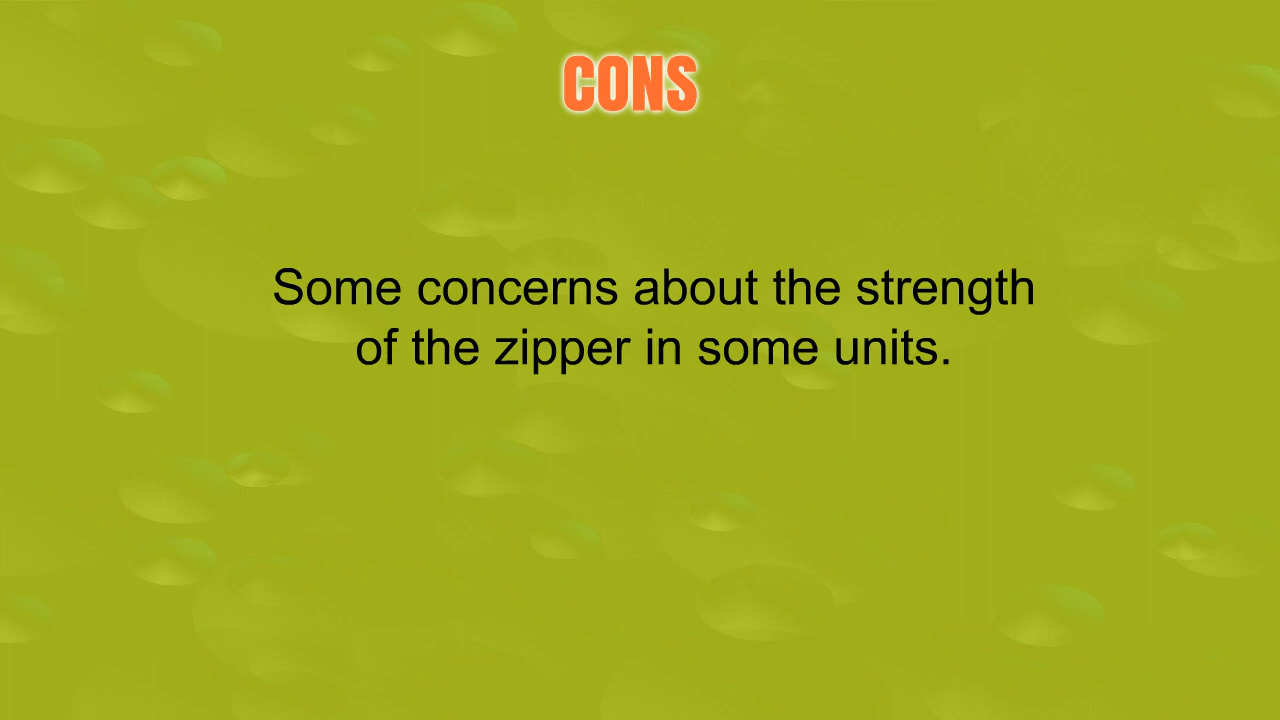 CONS
Some concerns about the strength
of the zipper in some units.